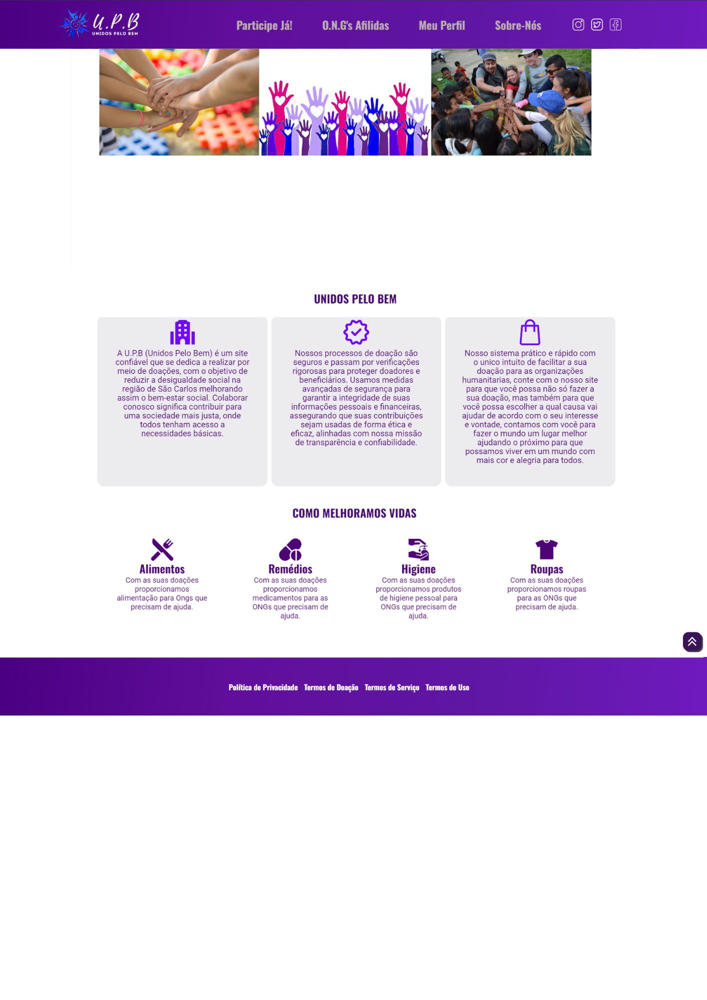 U.P.B
UNIDOS PELO BEM
Participe Já!
O.N.G's Afilidas
Meu Perfil
Sobre-Nós
UNIDOS PELO BEM
A U.P.B (Unidos Pelo Bem) é um site
confiável que se dedica a realizar por
meio de doações, com o objetivo de
reduzir a desigualdade social na
região de São Carlos melhorando
assim o bem-estar social. Colaborar
conosco significa contribuir para
uma sociedade mais justa, onde
todos tenham acesso a
necessidades básicas.
Nossos processos de doação são
seguros e passam por verificações
rigorosas para proteger doadores e
beneficiários. Usamos medidas
avançadas de segurança para
garantir a integridade de suas
informações pessoais e financeiras,
assegurando que suas contribuições
sejam usadas de forma ética e
eficaz, alinhadas com nossa missão
de transparência e confiabilidade.
Nosso sistema prático e rápido com
o unico intuito de facilitar a sua
doação para as organizações
humanitarias, conte com o nosso site
para que você possa não só fazer a
sua doação, mas também para que
você possa escolher a qual causa vai
ajudar de acordo com o seu interesse
e vontade, contamos com você para
fazer o mundo um lugar melhor
ajudando o próximo para que
possamos viver em um mundo com
mais cor e alegria para todos.
COMO MELHORAMOS VIDAS
Alimentos
Com as suas doações
proporcionamos
alimentação para Ongs que
precisam de ajuda.
Remédios
Com as suas doações
proporcionamos
medicamentos para as
ONGs que precisam de
ajuda.
Higiene
Com as suas doações
proporcionamos produtos
de higiene pessoal para
ONGs que precisam de
ajuda.
Roupas
Com as suas doações
proporcionamos roupas
para as ONGs que
precisam de ajuda.
Política de Privacidade
Termos de Doação
Termos de Serviço
Termos de Uso